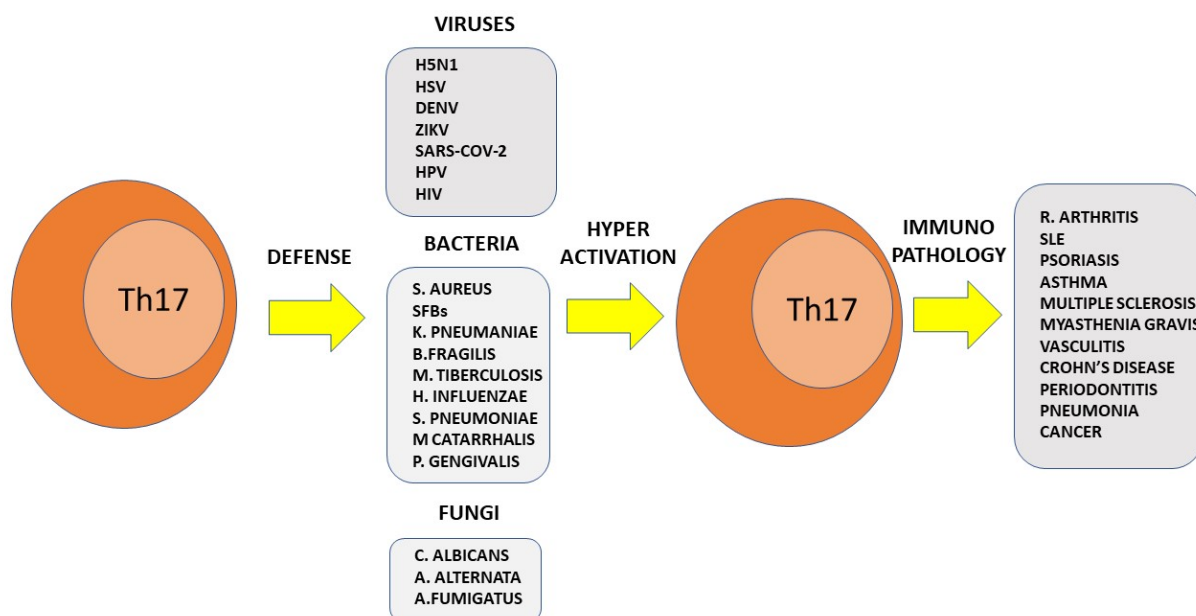 Th17
DEFENSE
VIRUSES
H5N1
HSV
DENV
ZIKV
SARS-COV-2
HPV
HIV
BACTERIA
S. AUREUS
SFBs
K. PNEUMANIAE
B.FRAGILIS
M. TIBERCULOSIS
H. INFLUENZAE
S. PNEUMONIAE
M CATARRHALIS
P. GENGIVALIS
FUNGI
C. ALBICANS
A. ALTERNATA
A.FUMIGATUS
HYPER
ACTIVATION
Th17
IMMUNO
PATHOLOGY
R. ARTHRITIS
SLE
PSORIASIS
ASTHMA
MULTIPLE SCLEROSIS
MYASTHENIA GRAVIS
VASCULITIS
CROHN’S DISEASE
PERIODONTITIS
PNEUMONIA
CANCER